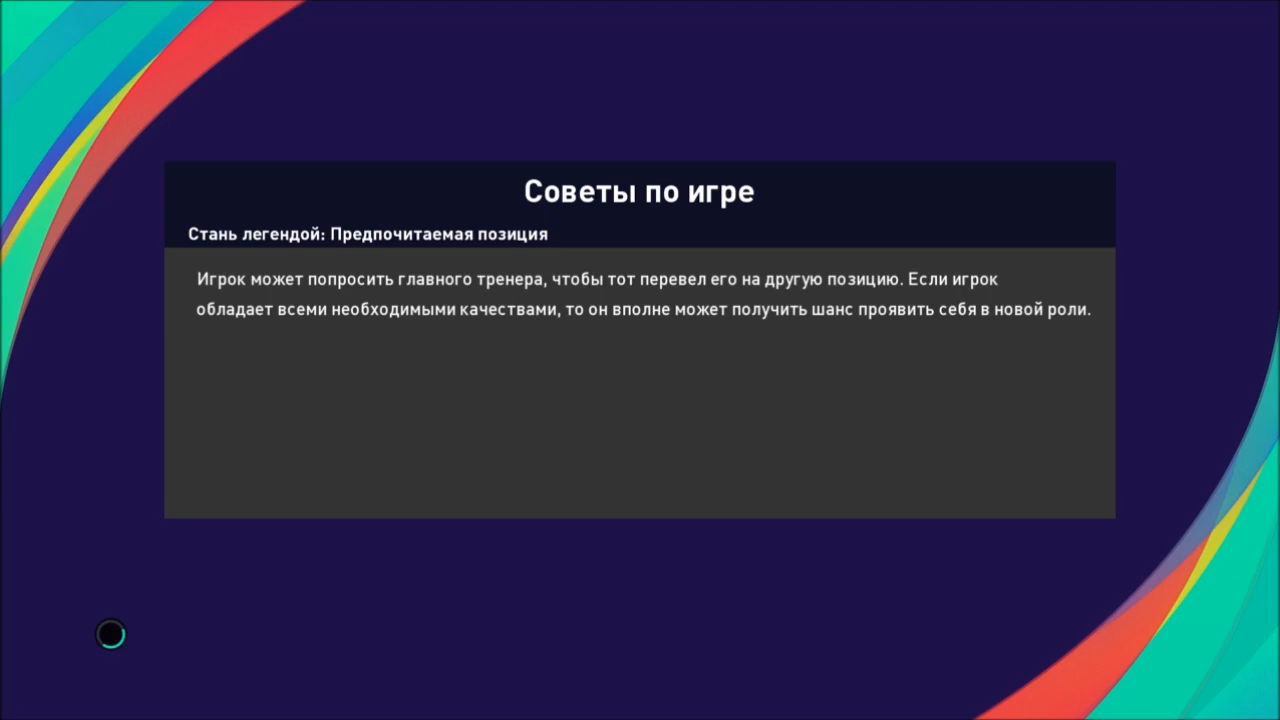 Советы по игре
Стань легендой: Предпочитаемая позиция
Игрок может попросить главного тренера, чтобы тот перевел его на другую позицию. Если игрок
обладает всеми необходимыми качествами, то он вполне может получить шанс проявить себя в новой роли.